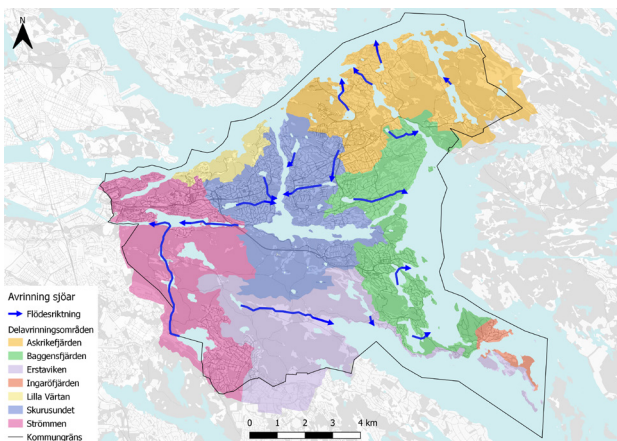 N
Avrinning sjöar
Flödesriktning
Delavrinningsområden
Askrikefjärden
Baggensfjärden
Erstaviken
Ingaröfjärden
Lilla Värtan
Skurusundet
Strömmen
Kommungräns
0 1 2 3 4 km